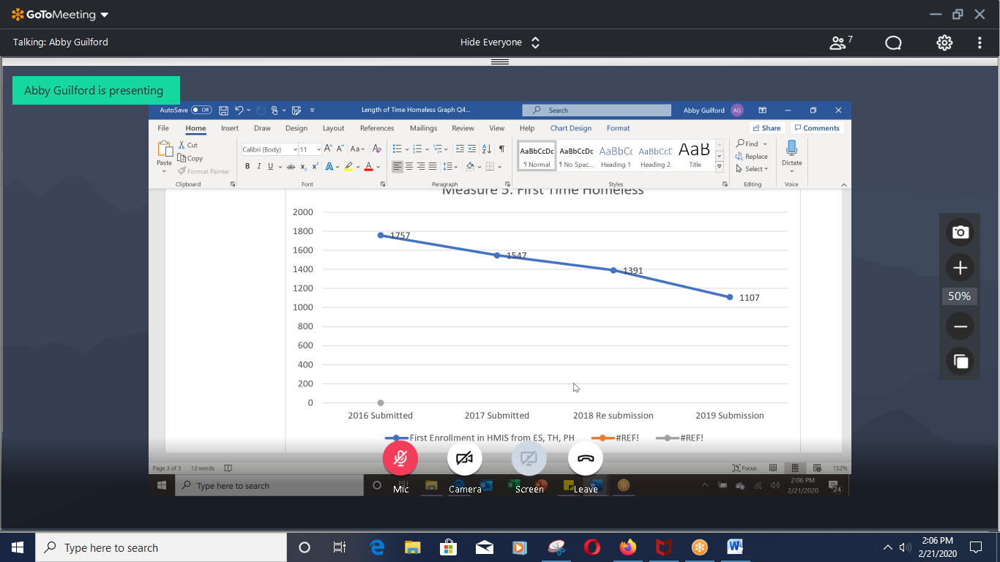 GoToMeeting
Talking: Abby Guilford
Hide Everyone
7
Abby Guilford is presenting
AutoSave Off
Length of Time Homeless Graph Q4...
Search
Abby Guilford AG
File Home Insert Draw Design Layout References Mailings Review View Help Chart Design Format
Share Comments
Paste
Cut
Copy
Format Painter
Calibri (Body) 11
AaBbCcDc AaBbCcDc AaBbCc AaBbCcD AaB
¶ Normal ¶ No Spac... Heading 1 Heading 2 Title
Find
Replace
Select
Dictate
Clipboard Font Paragraph Styles Editing Voice
Measure 5: First Time Homeless
2000
1800
1757
1600
1547
1400
1391
1200
1107
1000
800
600
400
200
0
2016 Submitted 2017 Submitted 2018 Re submission 2019 Submission
First Enrollment in HMIS from ES, TH, PH #REF! #REF!
50%
Page 3 of 3 13 words
Focus
152%
Type here to search
2:06 PM
2/21/2020
24
Mic Camera Screen Leave
Type here to search
2:06 PM
2/21/2020